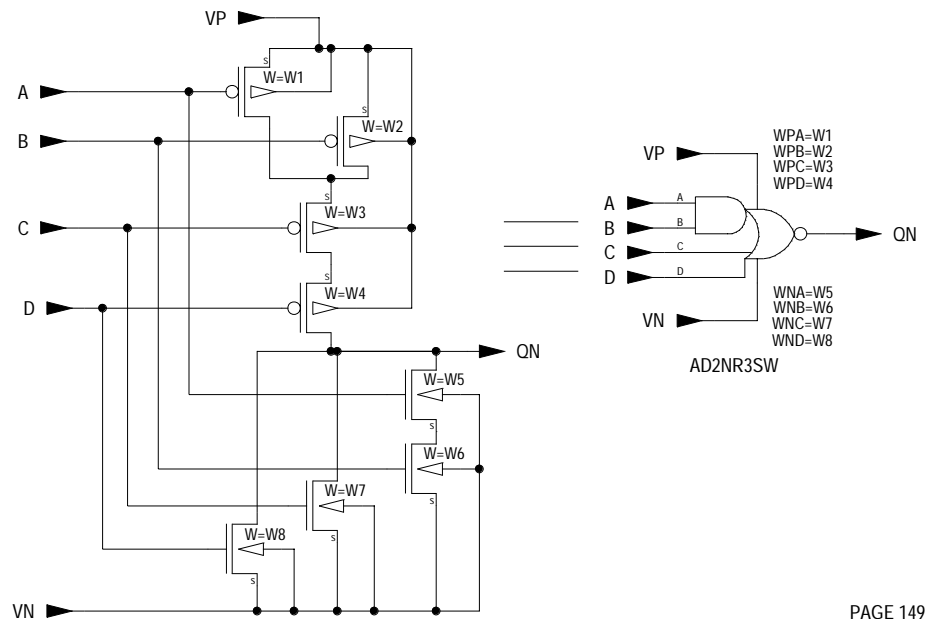 VP
S
W=W1
A
S
W=W2
B
S
W=W3
C
S
W=W4
D
QN
W=W5
S
W=W6
S
W=W7
S
W=W8
S
VN
WPA=W1
WPB=W2
WPC=W3
WPD=W4
VP
A A
B B
C C
D D
QN
VN
WNA=W5
WNB=W6
WNC=W7
WND=W8
AD2NR3SW
PAGE 149